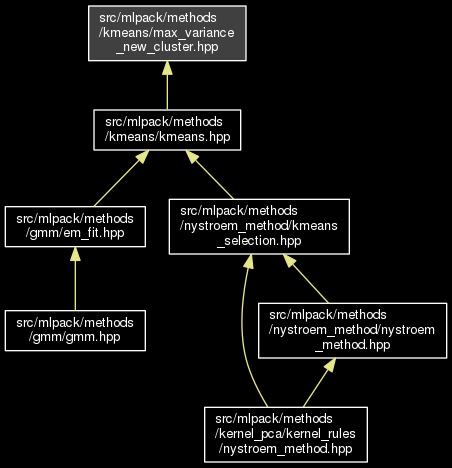 src/mlpack/methods
/kmeans/max_variance
_new_cluster.hpp
src/mlpack/methods
/kmeans/kmeans.hpp
src/mlpack/methods
/gmm/em_fit.hpp
src/mlpack/methods
/nystroem_method/kmeans
_selection.hpp
src/mlpack/methods
/gmm/gmm.hpp
src/mlpack/methods
/nystroem_method/nystroem
_method.hpp
src/mlpack/methods
/kernel_pca/kernel_rules
/nystroem_method.hpp